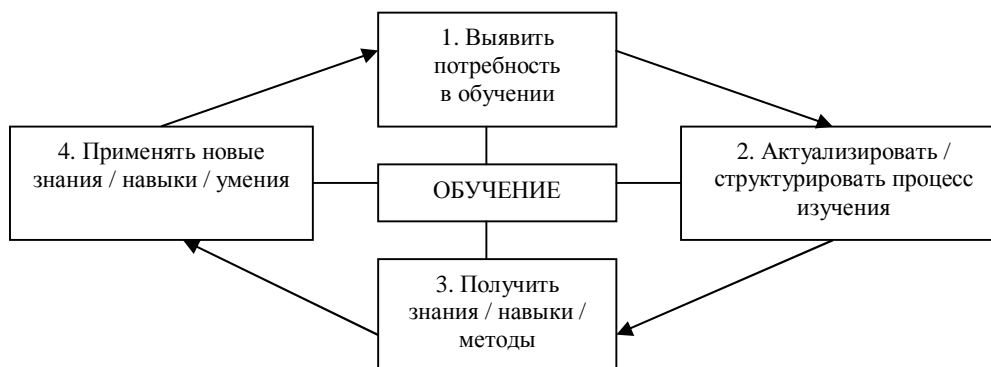 1. Выявить
потребность
в обучении
4. Применять новые
знания / навыки / умения
ОБУЧЕНИЕ
2. Актуализировать /
структурировать процесс
изучения
3. Получить
знания / навыки /
методы